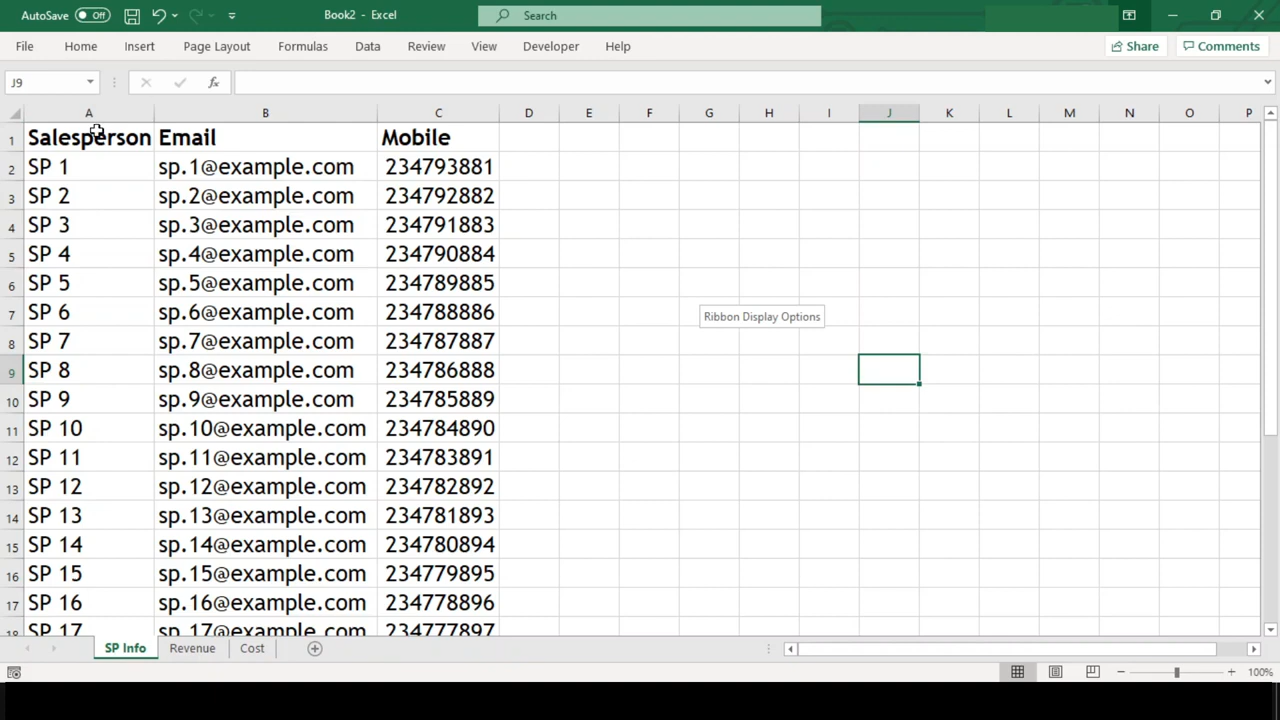 AutoSave Off Book2 - Excel Search
File Home Insert Page Layout Formulas Data Review View Developer Help Share Comments
J9 fx
A B C D E F G H I J K L M N O P
1 Salesperson Email Mobile
2 SP 1 sp.1@example.com 234793881
3 SP 2 sp.2@example.com 234792882
4 SP 3 sp.3@example.com 234791883
5 SP 4 sp.4@example.com 234790884
6 SP 5 sp.5@example.com 234789885
7 SP 6 sp.6@example.com 234788886
Ribbon Display Options
8 SP 7 sp.7@example.com 234787887
9 SP 8 sp.8@example.com 234786888
10 SP 9 sp.9@example.com 234785889
11 SP 10 sp.10@example.com 234784890
12 SP 11 sp.11@example.com 234783891
13 SP 12 sp.12@example.com 234782892
14 SP 13 sp.13@example.com 234781893
15 SP 14 sp.14@example.com 234780894
16 SP 15 sp.15@example.com 234779895
17 SP 16 sp.16@example.com 234778896
18 SP 17 sp.17@example.com 234777897
SP Info Revenue Cost
100%